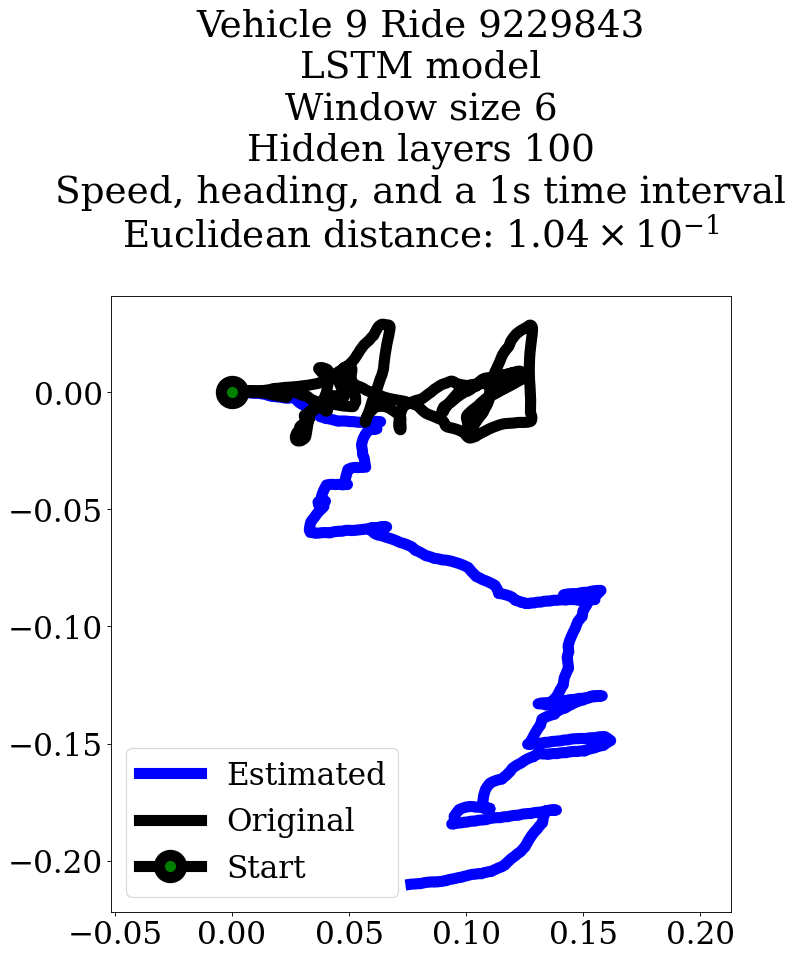 Vehicle 9 Ride 9229843
LSTM model
Window size 6
Hidden layers 100
Speed, heading, and a 1s time interval
Euclidean distance: 1.04 × 10⁻¹
0.00
−0.05
−0.10
−0.15
−0.20
Estimated
Original
Start
−0.05 0.00 0.05 0.10 0.15 0.20